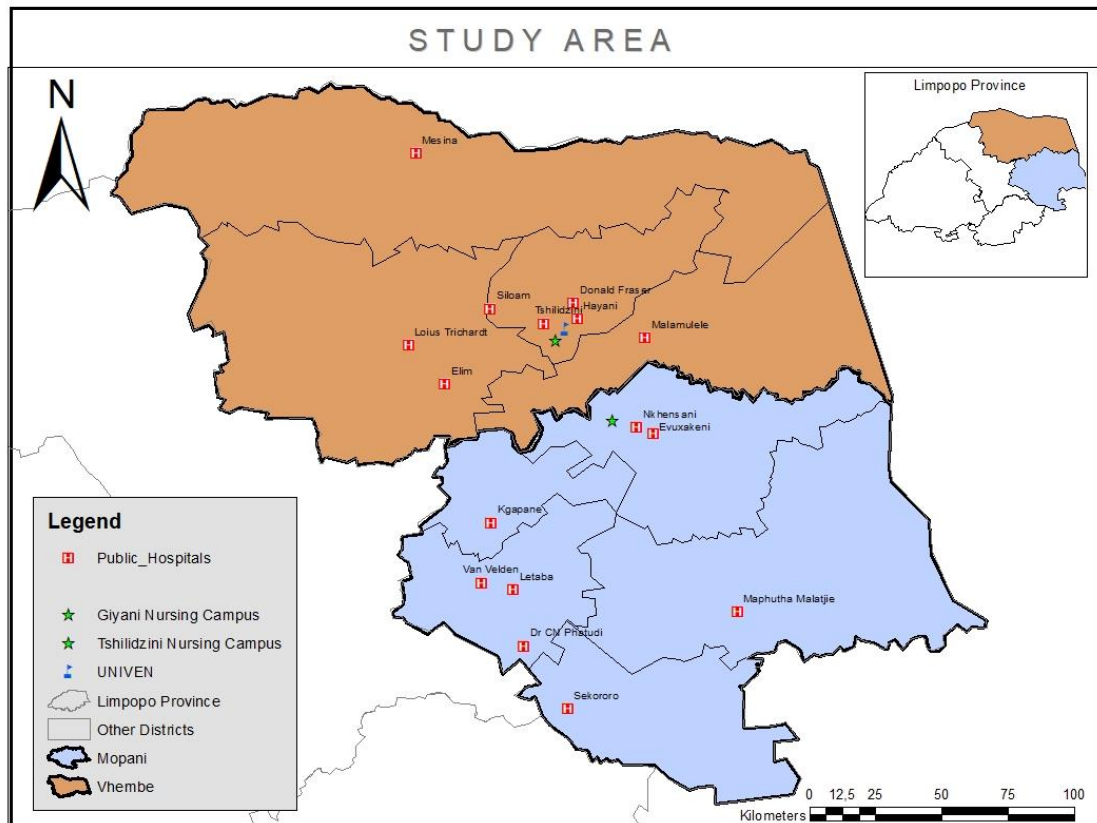 STUDY AREA
N
Limpopo Province
Mesina
Siloam
Donald Fraser
Hayani
Tshilidzini
Loius Trichardt
Malamulele
Elim
Nkhensani
Evuxakeni
Kgapane
Van Velden
Letaba
Maphutha Malatjie
Dr CN Phatudi
Sekororo
Legend
Public_Hospitals
Giyani Nursing Campus
Tshilidzini Nursing Campus
UNIVEN
Limpopo Province
Other Districts
Mopani
Vhembe
0 12,5 25 50 75 100
Kilometers